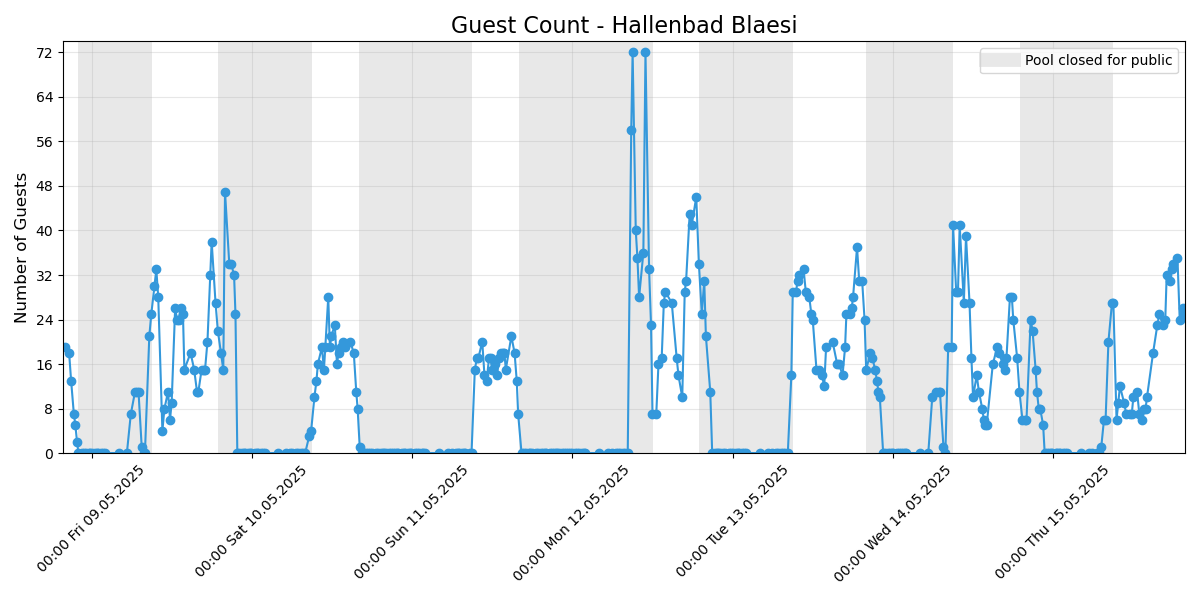 Guest Count - Hallenbad Blaesi
Pool closed for public
Number of Guests
72
64
56
48
40
32
24
16
8
0
00:00 Fri 09.05.2025
00:00 Sat 10.05.2025
00:00 Sun 11.05.2025
00:00 Mon 12.05.2025
00:00 Tue 13.05.2025
00:00 Wed 14.05.2025
00:00 Thu 15.05.2025